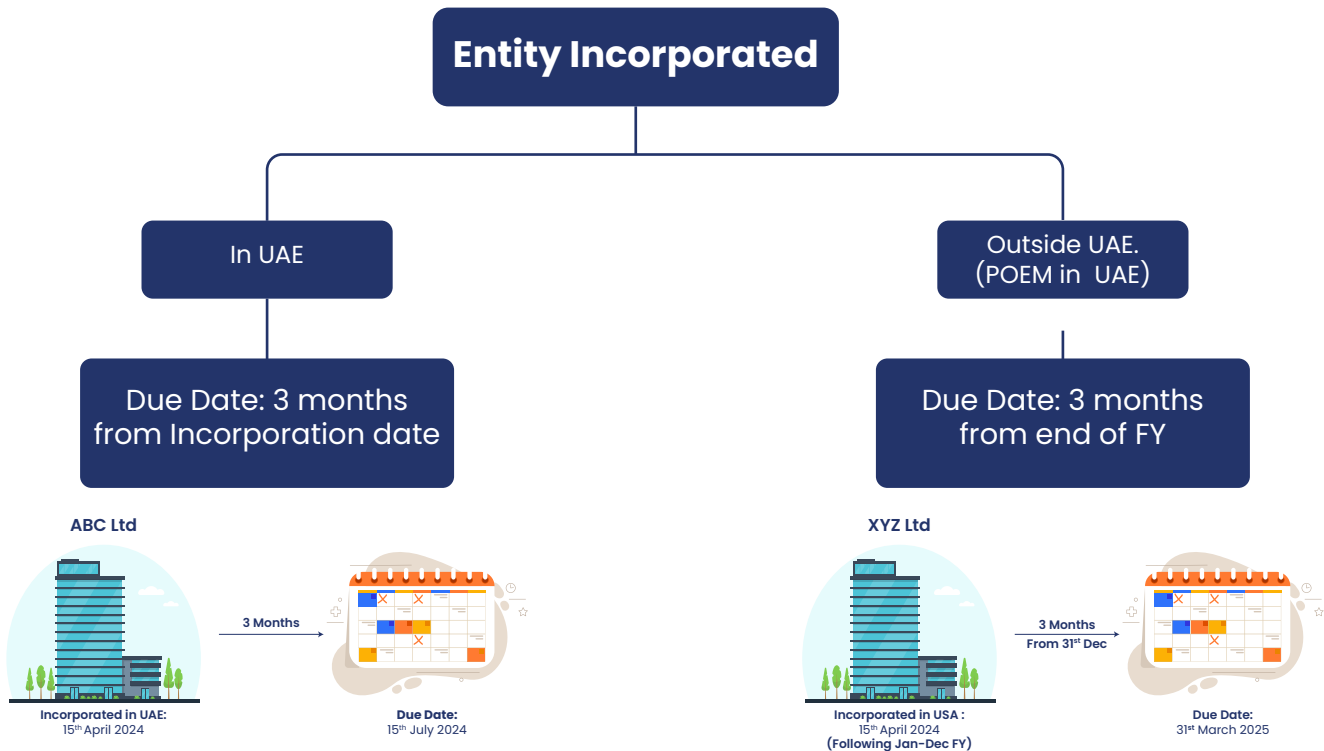 Entity Incorporated
In UAE
Outside UAE.
(POEM in UAE)
Due Date: 3 months
from Incorporation date
Due Date: 3 months
from end of FY
ABC Ltd
3 Months
Incorporated in UAE:
15th April 2024
Due Date:
15th July 2024
XYZ Ltd
3 Months
From 31st Dec
Incorporated in USA :
15th April 2024
(Following Jan-Dec FY)
Due Date:
31st March 2025